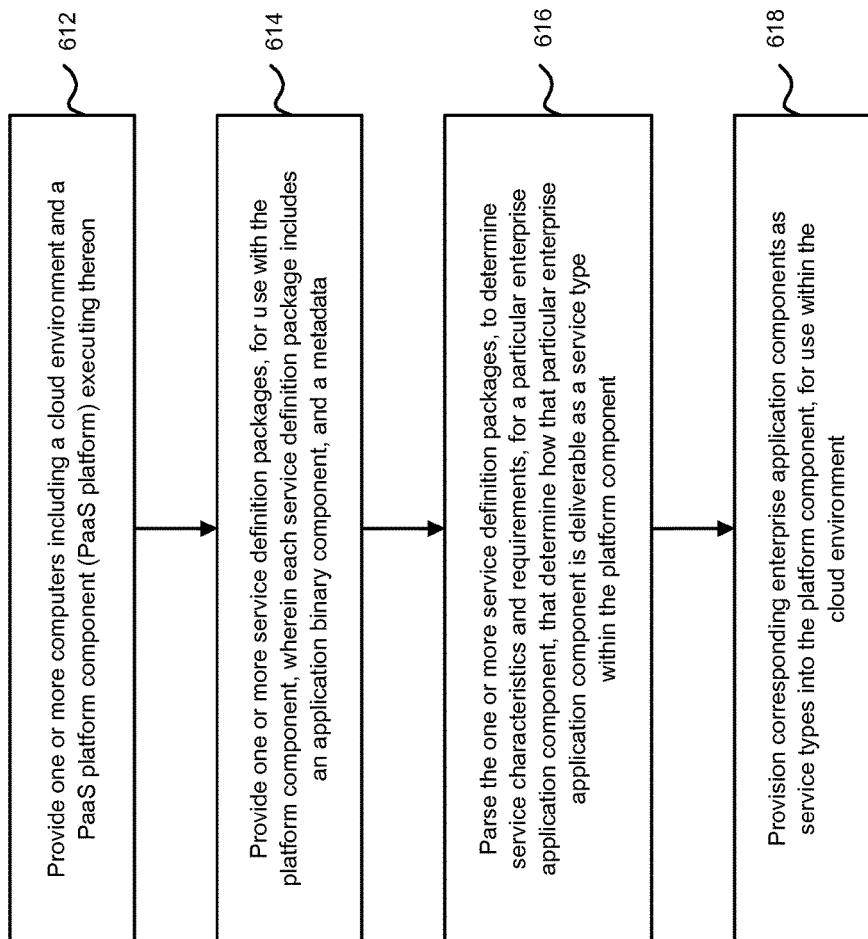 Provide one or more computers including a cloud environment and a
PaaS platform component (PaaS platform) executing thereon
612
Provide one or more service definition packages, for use with the
platform component, wherein each service definition package includes
an application binary component, and a metadata
614
Parse the one or more service definition packages, to determine
service characteristics and requirements, for a particular enterprise
application component, that determine how that particular enterprise
application component is deliverable as a service type
within the platform component
616
Provision corresponding enterprise application components as
service types into the platform component, for use within the
cloud environment
618